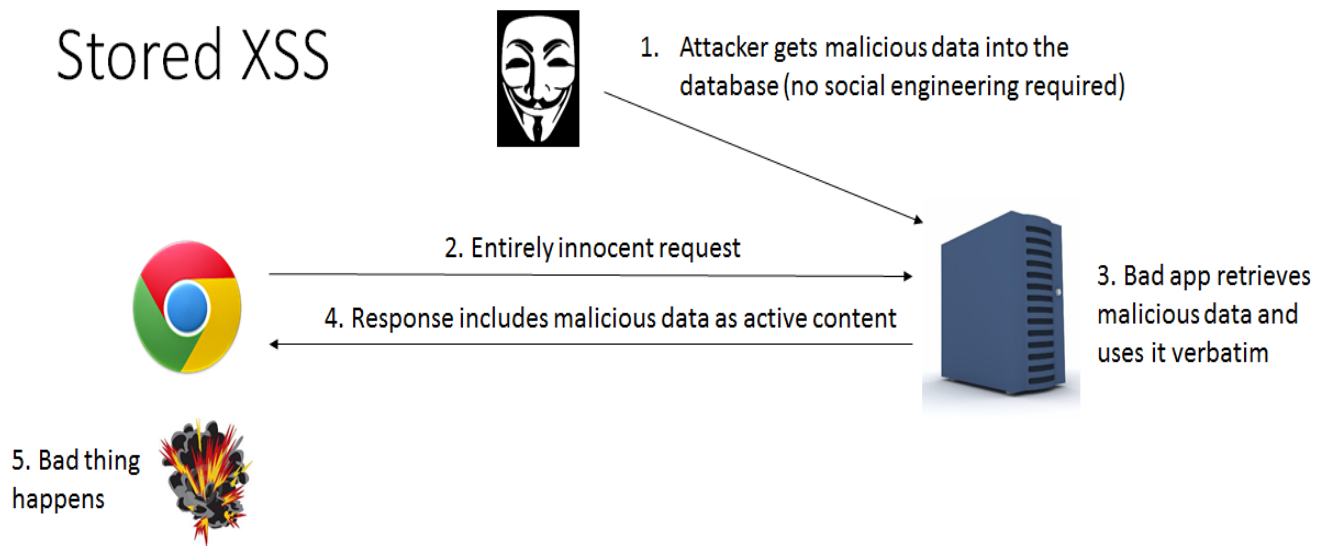 Stored XSS
1. Attacker gets malicious data into the
database (no social engineering required)
2. Entirely innocent request
4. Response includes malicious data as active content
3. Bad app retrieves
malicious data and
uses it verbatim
5. Bad thing
happens